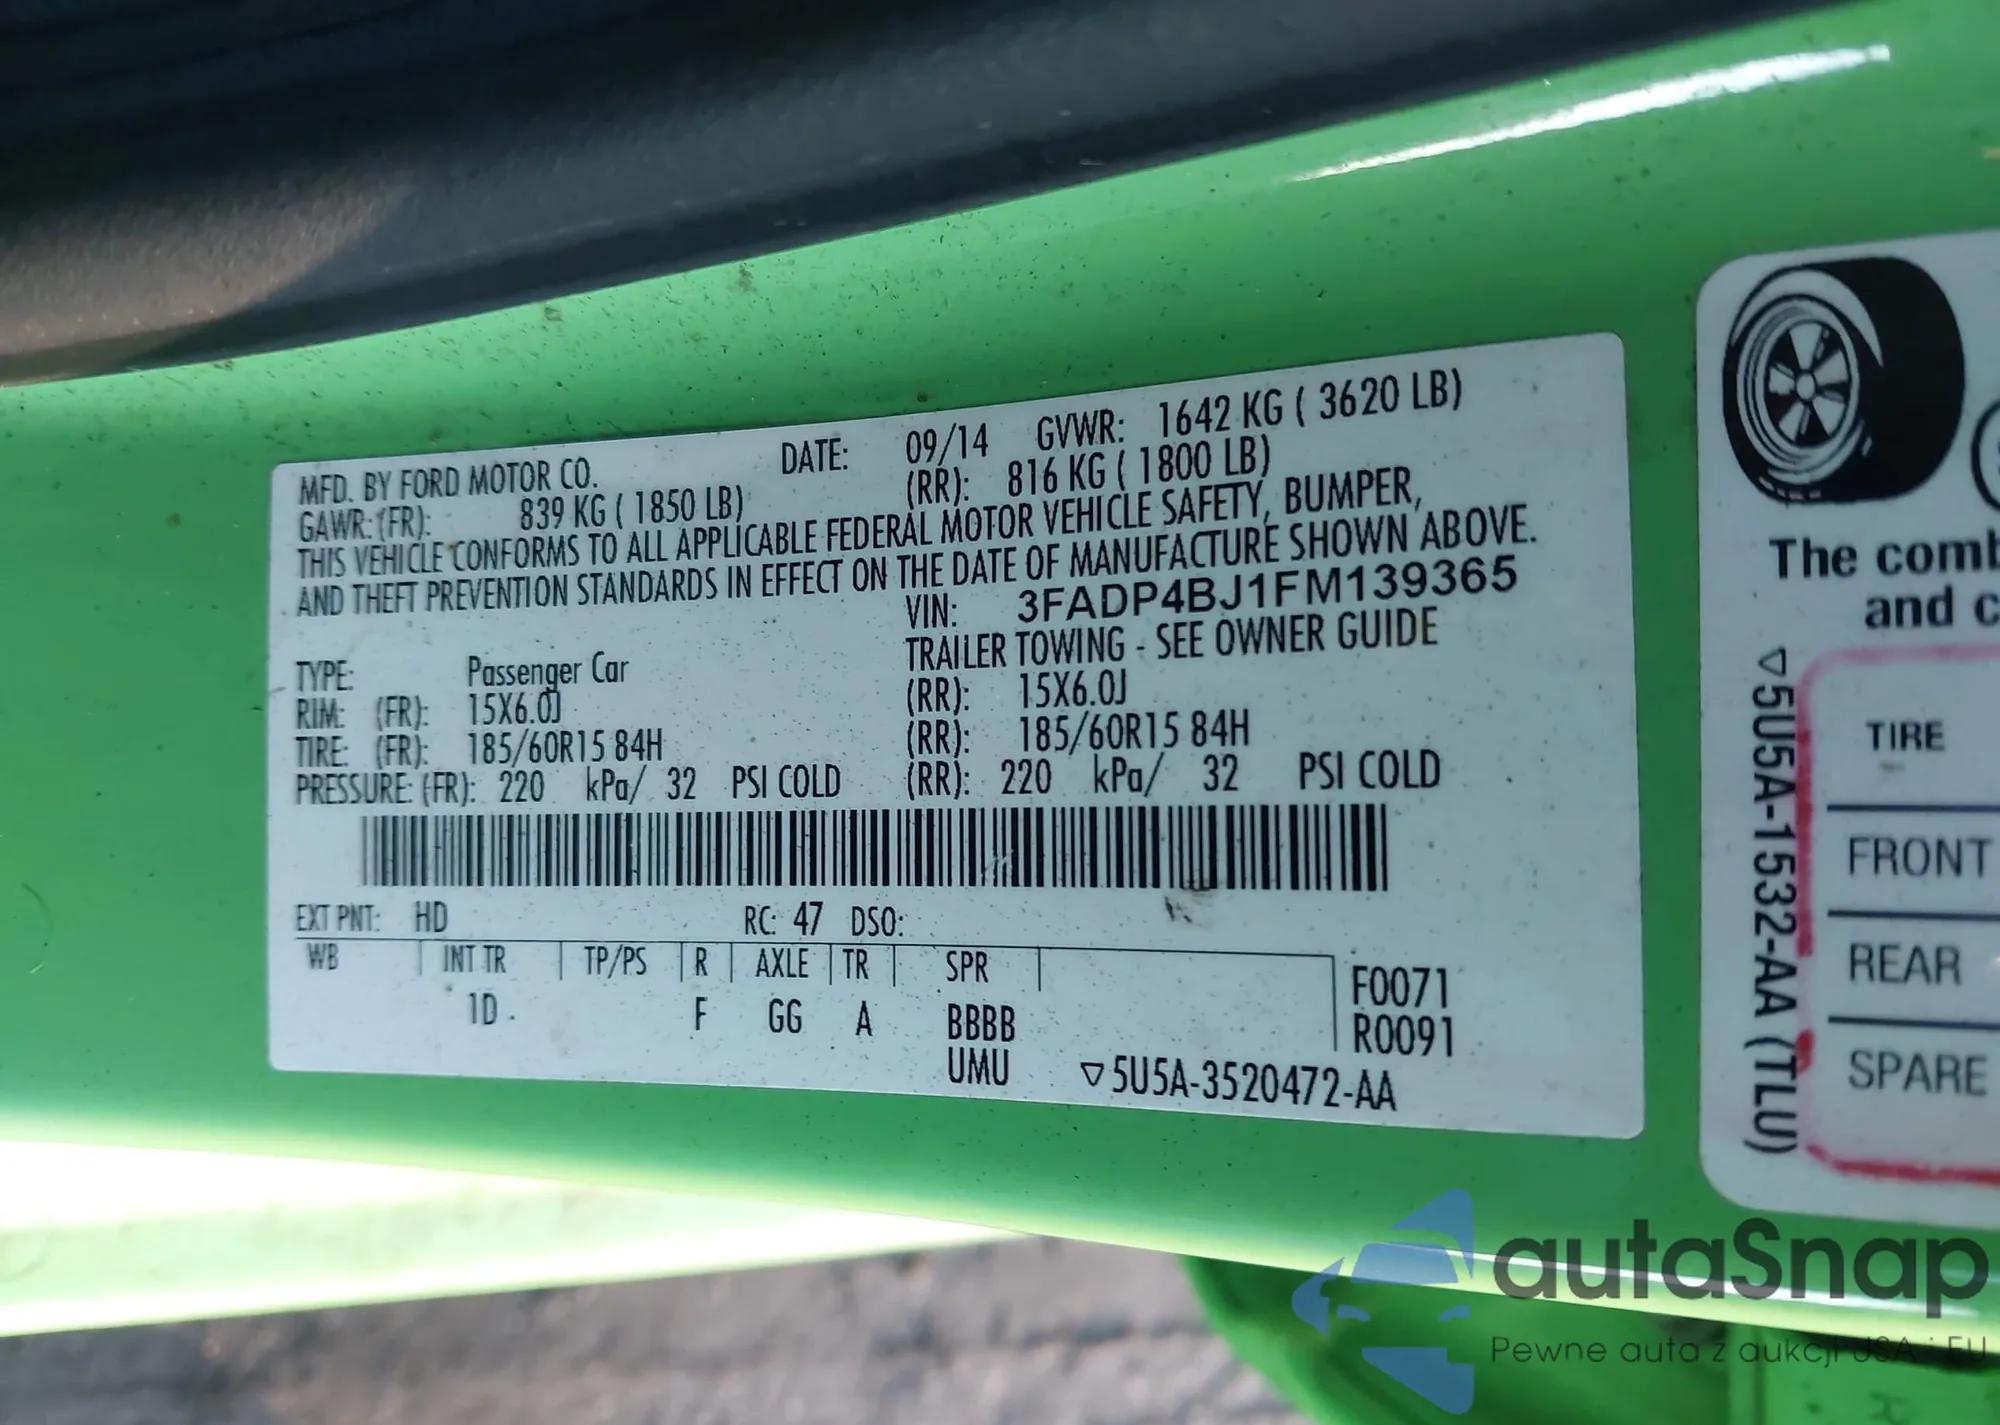 MFD. BY FORD MOTOR CO. DATE: 09/14 GVWR: 1642 KG ( 3620 LB)
GAWR: (FR): 839 KG ( 1850 LB) (RR): 816 KG ( 1800 LB)
THIS VEHICLE CONFORMS TO ALL APPLICABLE FEDERAL MOTOR VEHICLE SAFETY, BUMPER,
AND THEFT PREVENTION STANDARDS IN EFFECT ON THE DATE OF MANUFACTURE SHOWN ABOVE.
VIN: 3FADP4BJ1FM139365
TYPE: Passenger Car TRAILER TOWING - SEE OWNER GUIDE
RIM: (FR): 15X6.0J (RR): 15X6.0J
TIRE: (FR): 185/60R15 84H (RR): 185/60R15 84H
PRESSURE: (FR): 220 kPa/ 32 PSI COLD (RR): 220 kPa/ 32 PSI COLD
EXT PNT: HD RC: 47 DSO:
WB INT TR TP/PS R AXLE TR SPR
1D F GG A BBBB
UMU
F0071
R0091
▽5U5A-3520472-AA
The comb
and c
▽5U5A-1532-AA (TLU)
TIRE
FRONT
REAR
SPARE
autaSnap
Pewne auta z aukcji USA i EU